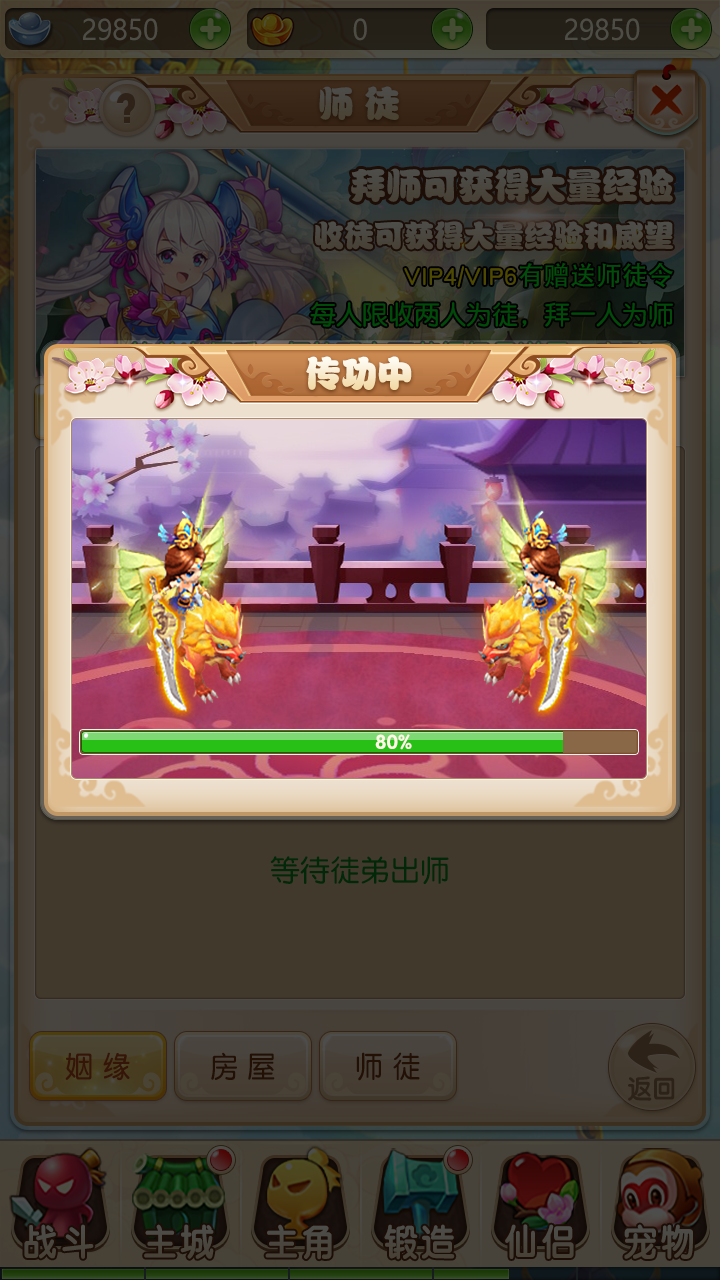 29850
0
29850
?
师徒
拜师可获得大量经验
收徒可获得大量经验和威望
VIP4/VIP6有赠送师徒令
每人限收两人为徒，拜一人为师
传功中
80%
等待徒弟出师
姻缘
房屋
师徒
返回
战斗
主城
主角
锻造
仙侣
宠物